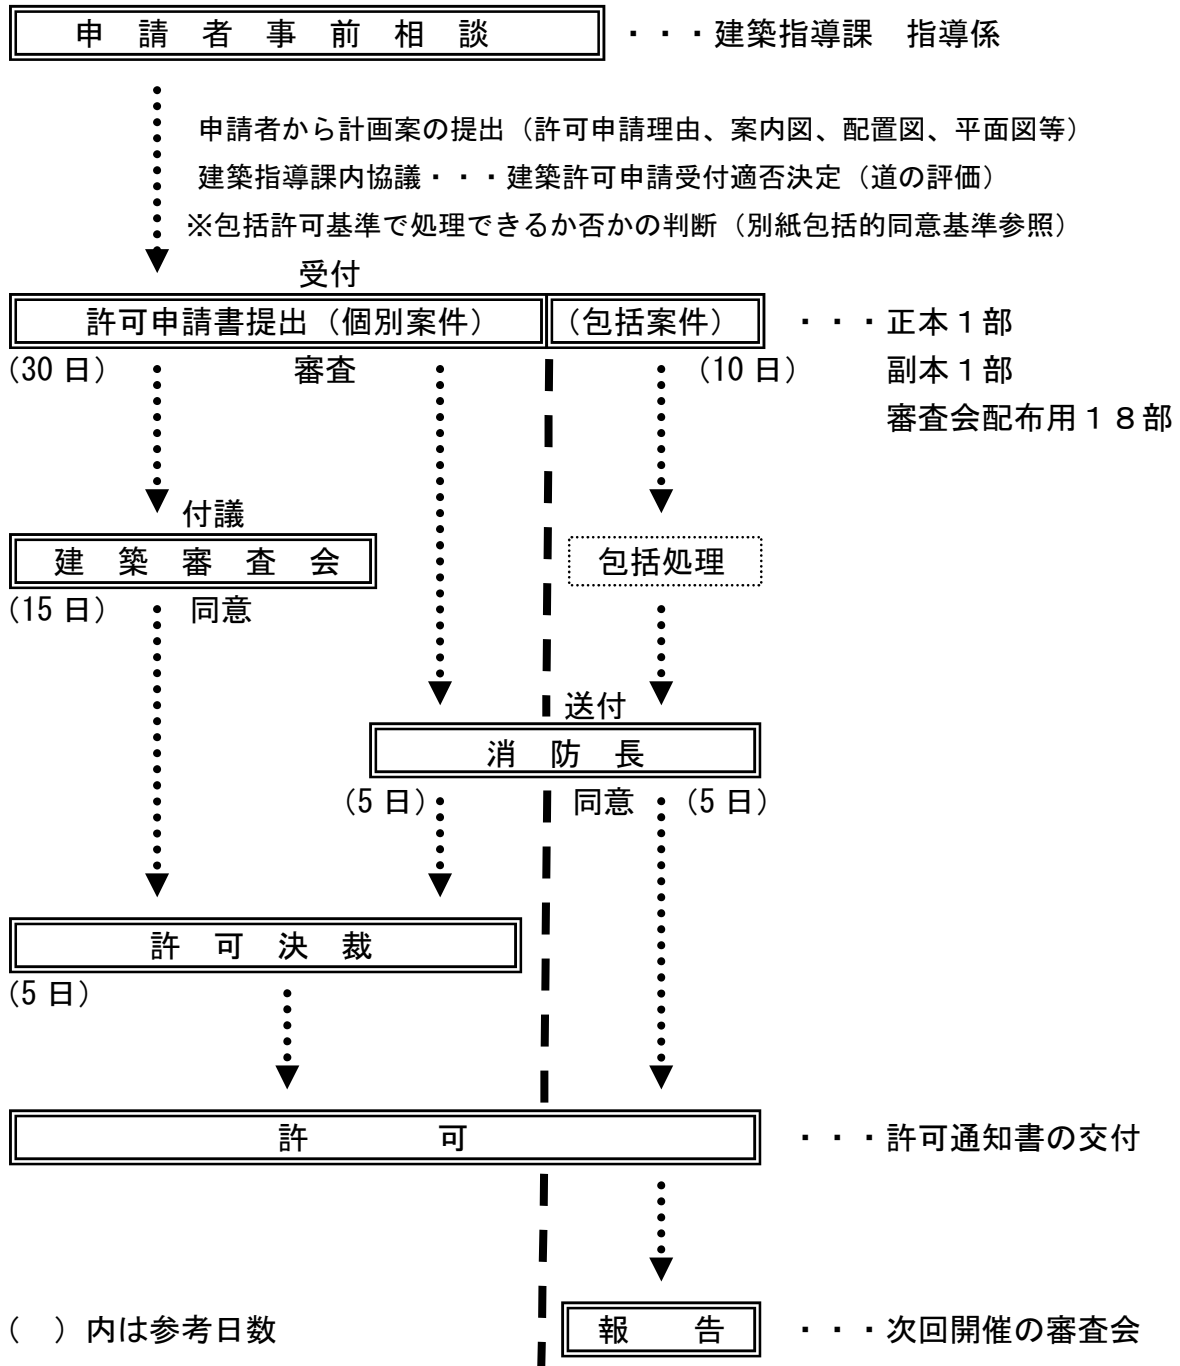 申　請　者　事　前　相　談　・・・建築指導課　指導係
申請者から計画案の提出（許可申請理由、案内図、配置図、平面図等）
建築指導課内協議・・・建築許可申請受付適否決定（道の評価）
※包括許可基準で処理できるか否かの判断（別紙包括的同意基準参照）
受付
許可申請書提出（個別案件）　（包括案件）　・・・正本１部
（30 日）　審査　（10 日）　副本１部
審査会配布用１８部
付議
建　築　審　査　会　包括処理
（15 日）　同意
送付
消　防　長
（5 日）　同意　（5 日）
許　可　決　裁
（5 日）
許　　　　可　・・・許可通知書の交付
（　）内は参考日数　報　　告　・・・次回開催の審査会